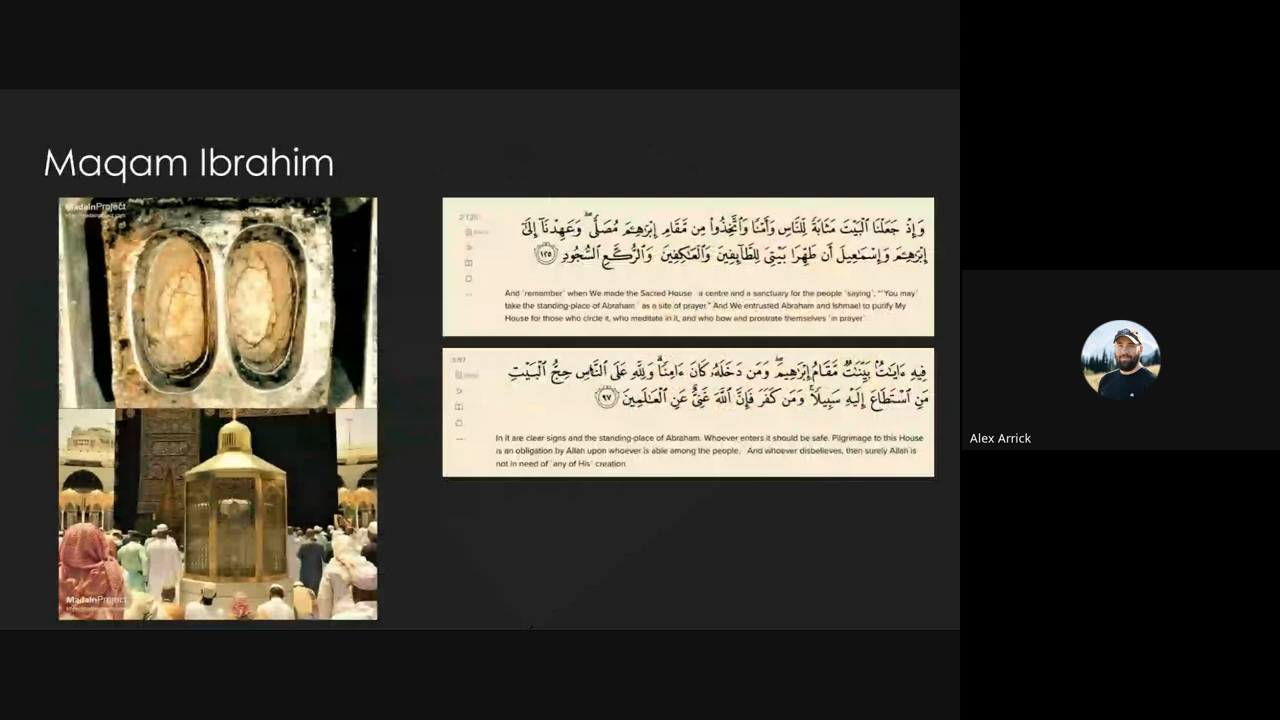 Maqam Ibrahim
MadainProject
وَإِذْ جَعَلْنَا ٱلْبَيْتَ مَثَابَةً لِّلنَّاسِ وَأَمْنًا وَٱتَّخِذُوا۟ مِن مَّقَامِ إِبْرَٰهِـۧمَ مُصَلًّى ۖ وَعَهِدْنَآ إِلَىٰٓ
إِبْرَٰهِـۧمَ وَإِسْمَـٰعِيلَ أَن طَهِّرَا بَيْتِىَ لِلطَّآئِفِينَ وَٱلْعَـٰكِفِينَ وَٱلرُّكَّعِ ٱلسُّجُودِ ١٢٥
And ˹remember˺ when We made the Sacred House a centre and a sanctuary for the people ˹saying˺, “˹You may˺
take the standing-place of Abraham as a site of prayer.” And We entrusted Abraham and Ishmael to purify My
House for those who circle it, who meditate in it, and who bow and prostrate themselves ˹in prayer˺
3:97
فِيهِ ءَايَـٰتٌۢ بَيِّنَـٰتٌ مَّقَامُ إِبْرَٰهِيمَ ۖ وَمَن دَخَلَهُۥ كَانَ ءَامِنًا ۗ وَلِلَّهِ عَلَى ٱلنَّاسِ حِجُّ ٱلْبَيْتِ
مَنِ ٱسْتَطَاعَ إِلَيْهِ سَبِيلًا ۚ وَمَن كَفَرَ فَإِنَّ ٱللَّهَ غَنِىٌّ عَنِ ٱلْعَـٰلَمِينَ ٩٧
In it are clear signs and the standing-place of Abraham. Whoever enters it should be safe. Pilgrimage to this House
is an obligation by Allah upon whoever is able among the people. And whoever disbelieves, then surely Allah is
not in need of ˹any of His˺ creation
MadainProject
Alex Arrick